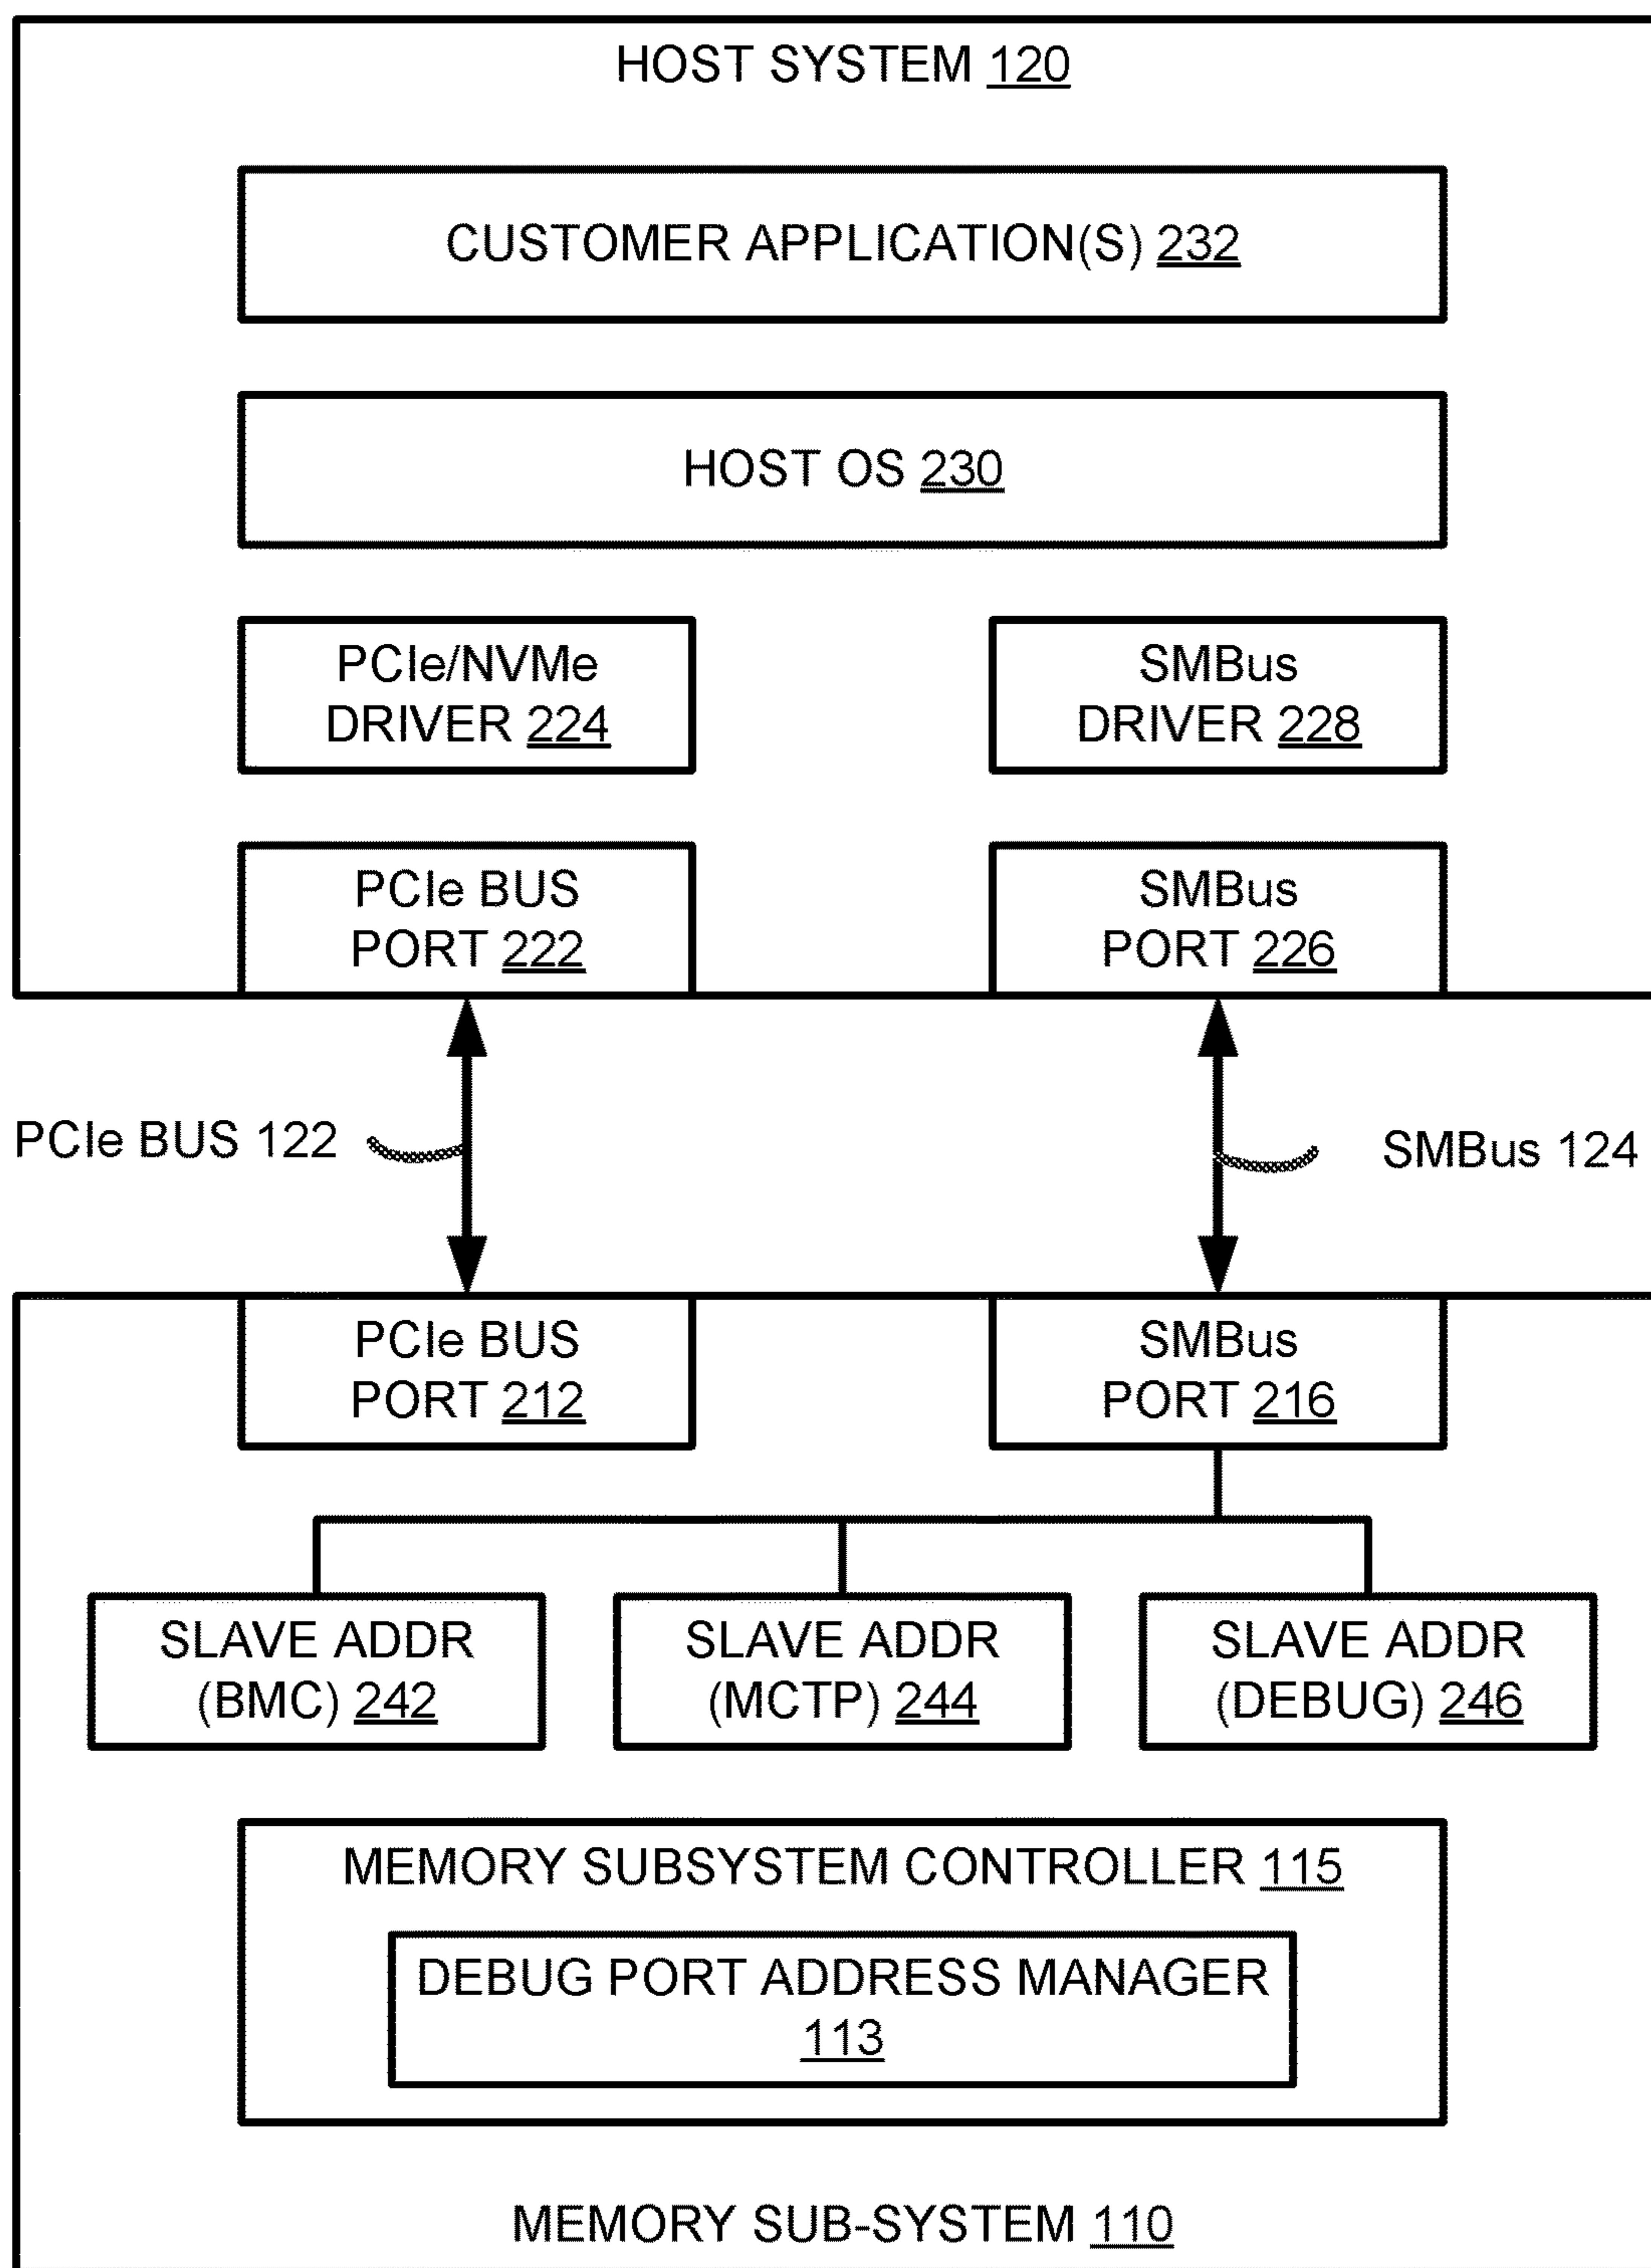 HOST SYSTEM 120
CUSTOMER APPLICATION(S) 232
HOST OS 230
PCIe/NVMe
DRIVER 224
SMBus
DRIVER 228
PCIe BUS
PORT 222
SMBus
PORT 226
PCIe BUS 122
SMBus 124
PCIe BUS
PORT 212
SMBus
PORT 216
SLAVE ADDR
(BMC) 242
SLAVE ADDR
(MCTP) 244
SLAVE ADDR
(DEBUG) 246
MEMORY SUBSYSTEM CONTROLLER 115
DEBUG PORT ADDRESS MANAGER
113
MEMORY SUB-SYSTEM 110